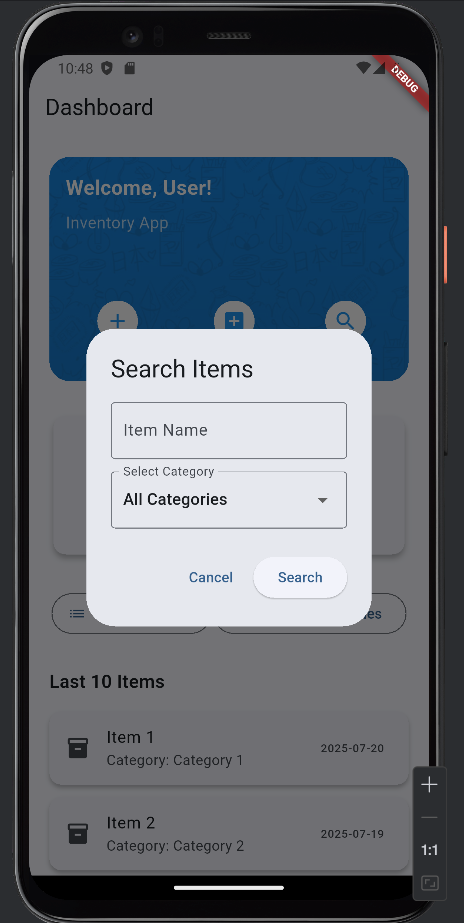 10:48
DEBUG
Dashboard
Welcome, User!
Inventory App
Search Items
Item Name
Select Category
All Categories
Cancel
Search
Last 10 Items
Item 1
Category: Category 1
2025-07-20
Item 2
Category: Category 2
2025-07-19
1:1